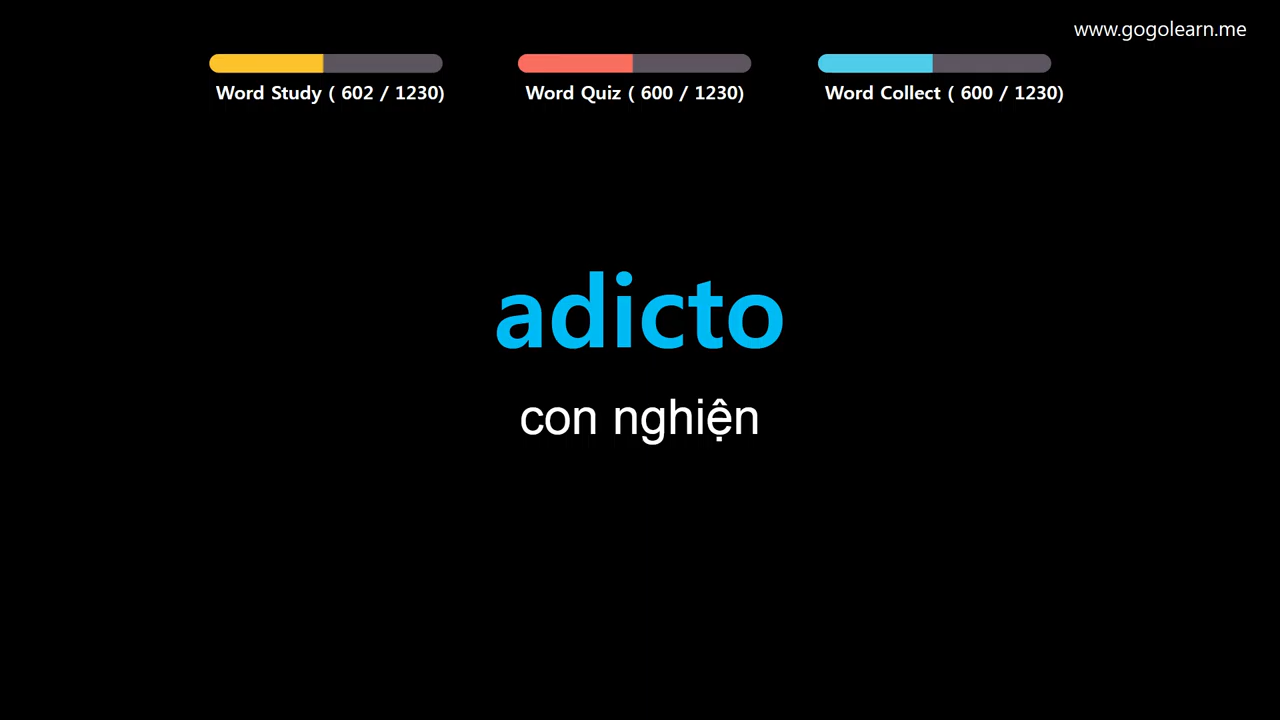 www.gogolearn.me
Word Study ( 602 / 1230)
Word Quiz ( 600 / 1230)
Word Collect ( 600 / 1230)
adicto
con nghiện